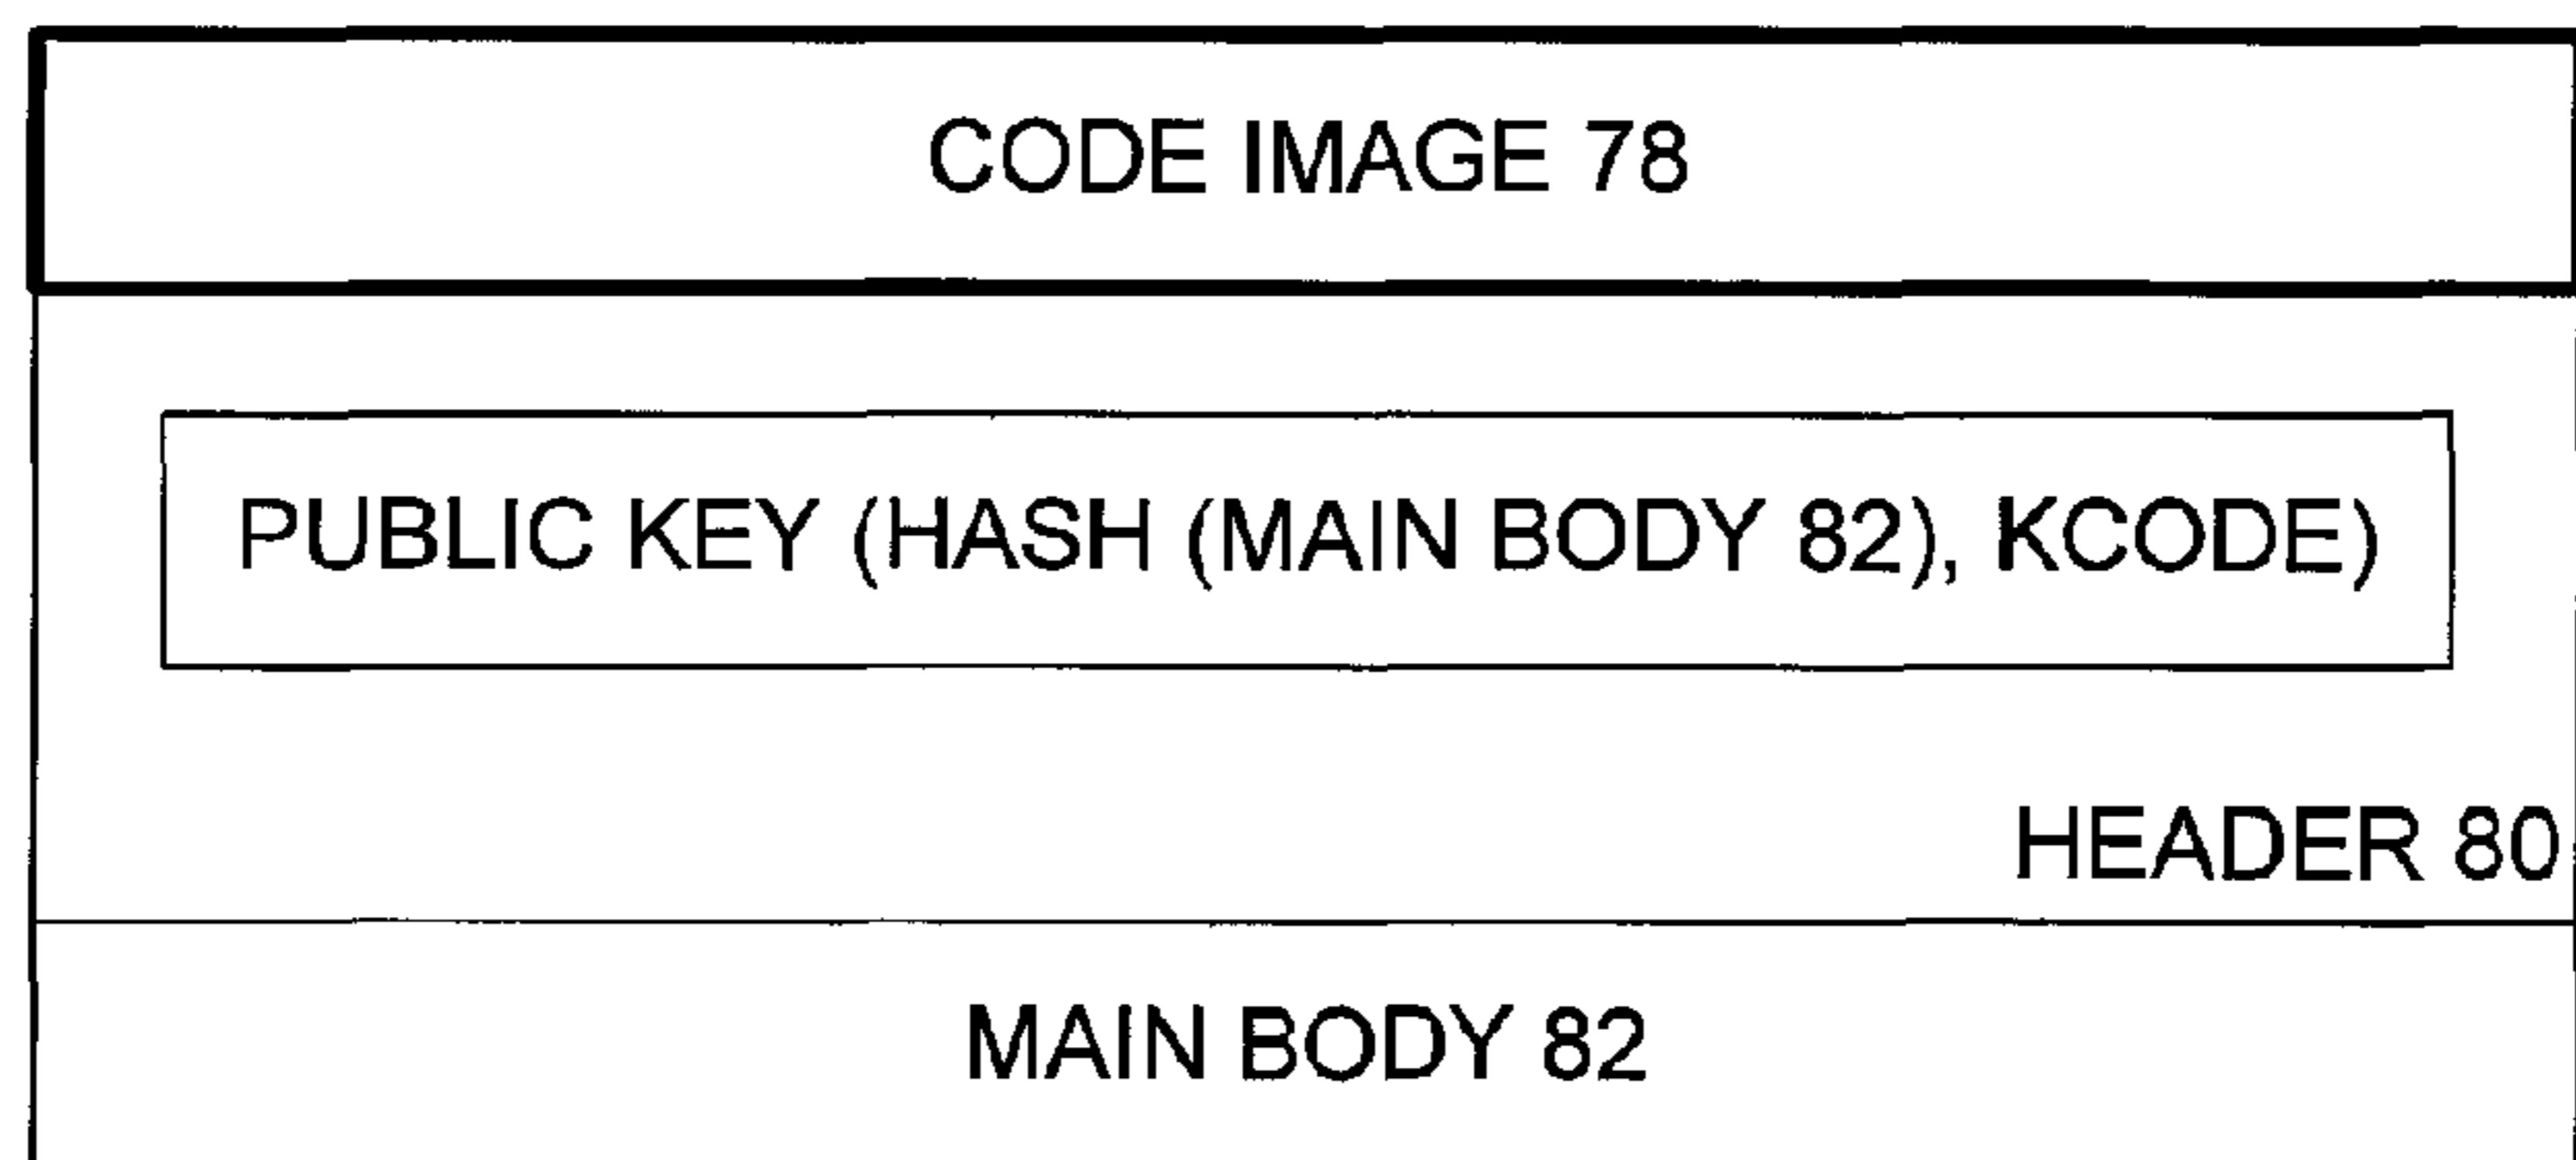 CODE IMAGE 78
PUBLIC KEY (HASH (MAIN BODY 82), KCODE)
HEADER 80
MAIN BODY 82